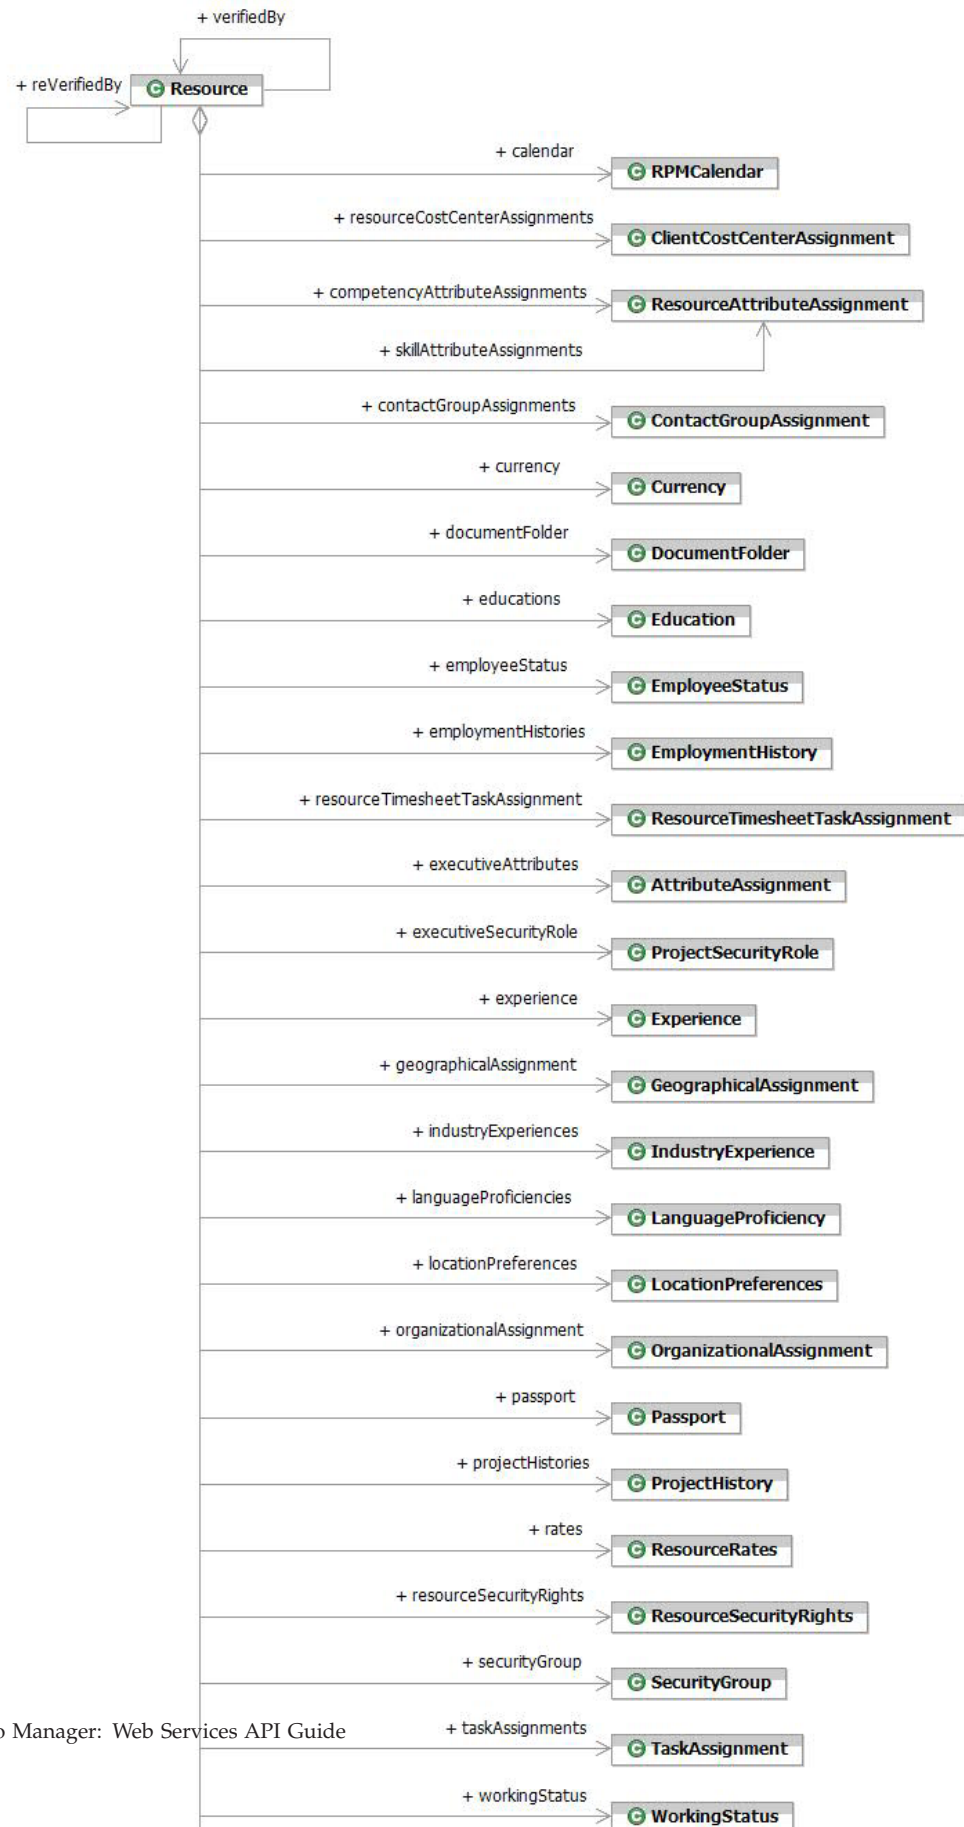 + verifiedBy
+ reVerifiedBy
Resource
+ calendar
RPMCalendar
+ resourceCostCenterAssignments
ClientCostCenterAssignment
+ competencyAttributeAssignments
ResourceAttributeAssignment
+ skillAttributeAssignments
+ contactGroupAssignments
ContactGroupAssignment
+ currency
Currency
+ documentFolder
DocumentFolder
+ educations
Education
+ employeeStatus
EmployeeStatus
+ employmentHistories
EmploymentHistory
+ resourceTimesheetTaskAssignment
ResourceTimesheetTaskAssignment
+ executiveAttributes
AttributeAssignment
+ executiveSecurityRole
ProjectSecurityRole
+ experience
Experience
+ geographicalAssignment
GeographicalAssignment
+ industryExperiences
IndustryExperience
+ languageProficiencies
LanguageProficiency
+ locationPreferences
LocationPreferences
+ organizationalAssignment
OrganizationalAssignment
+ passport
Passport
+ projectHistories
ProjectHistory
+ rates
ResourceRates
+ resourceSecurityRights
ResourceSecurityRights
+ securityGroup
SecurityGroup
o Manager: Web Services API Guide
+ taskAssignments
TaskAssignment
+ workingStatus
WorkingStatus